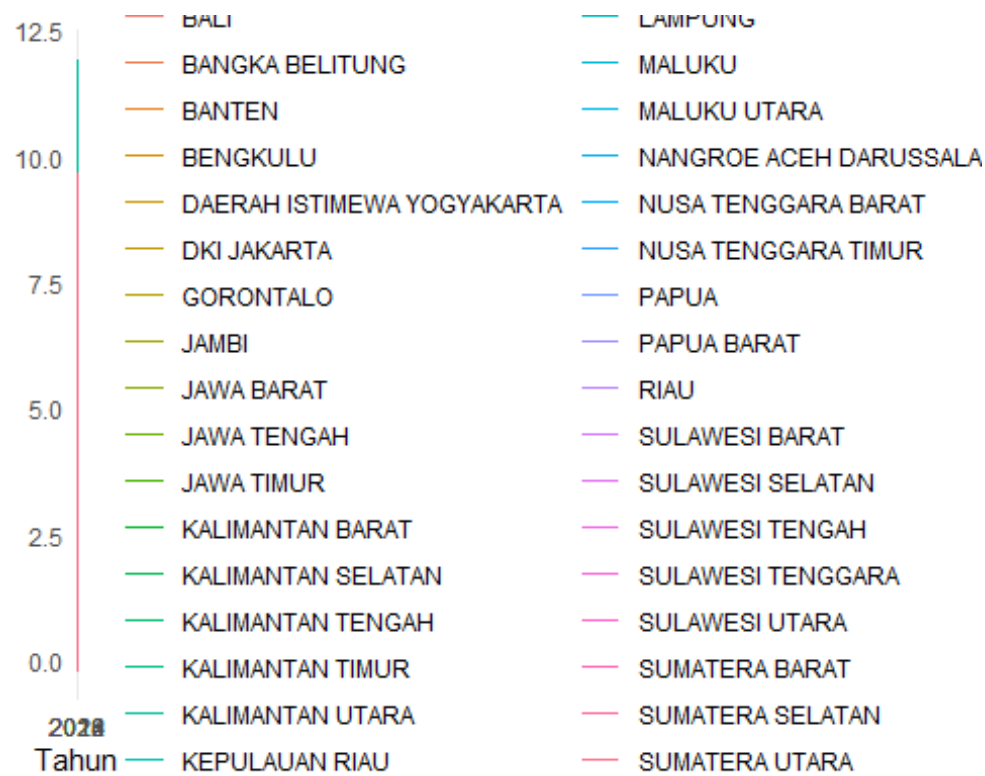 12.5
10.0
7.5
5.0
2.5
0.0
Tahun
BALI
BANGKA BELITUNG
BANTEN
BENGKULU
DAERAH ISTIMEWA YOGYAKARTA
DKI JAKARTA
GORONTALO
JAMBI
JAWA BARAT
JAWA TENGAH
JAWA TIMUR
KALIMANTAN BARAT
KALIMANTAN SELATAN
KALIMANTAN TENGAH
KALIMANTAN TIMUR
KALIMANTAN UTARA
KEPULAUAN RIAU
LAMPUNG
MALUKU
MALUKU UTARA
NANGROE ACEH DARUSSALA
NUSA TENGGARA BARAT
NUSA TENGGARA TIMUR
PAPUA
PAPUA BARAT
RIAU
SULAWESI BARAT
SULAWESI SELATAN
SULAWESI TENGAH
SULAWESI TENGGARA
SULAWESI UTARA
SUMATERA BARAT
SUMATERA SELATAN
SUMATERA UTARA